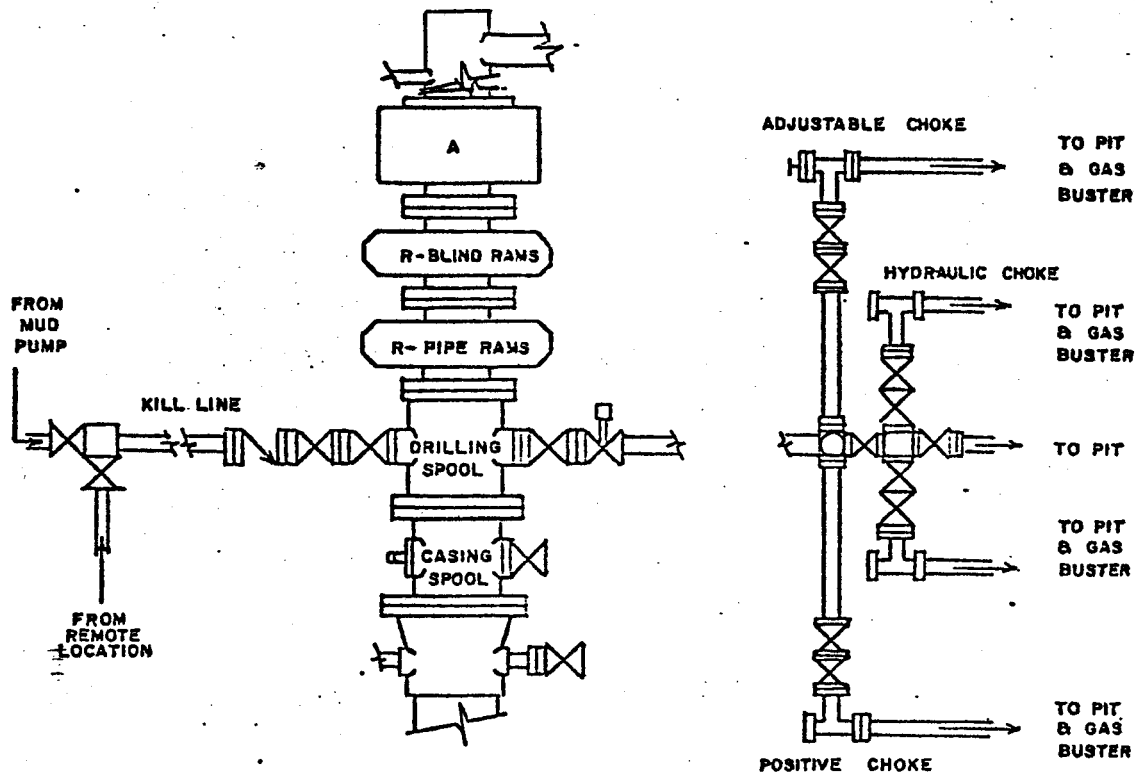 A
R-BLIND RAMS
R- PIPE RAMS
FROM
MUD
PUMP
KILL LINE
DRILLING
SPOOL
CASING
SPOOL
FROM
REMOTE
LOCATION
ADJUSTABLE CHOKE
TO PIT
& GAS
BUSTER
HYDRAULIC CHOKE
TO PIT
& GAS
BUSTER
TO PIT
TO PIT
& GAS
BUSTER
TO PIT
& GAS
BUSTER
POSITIVE CHOKE